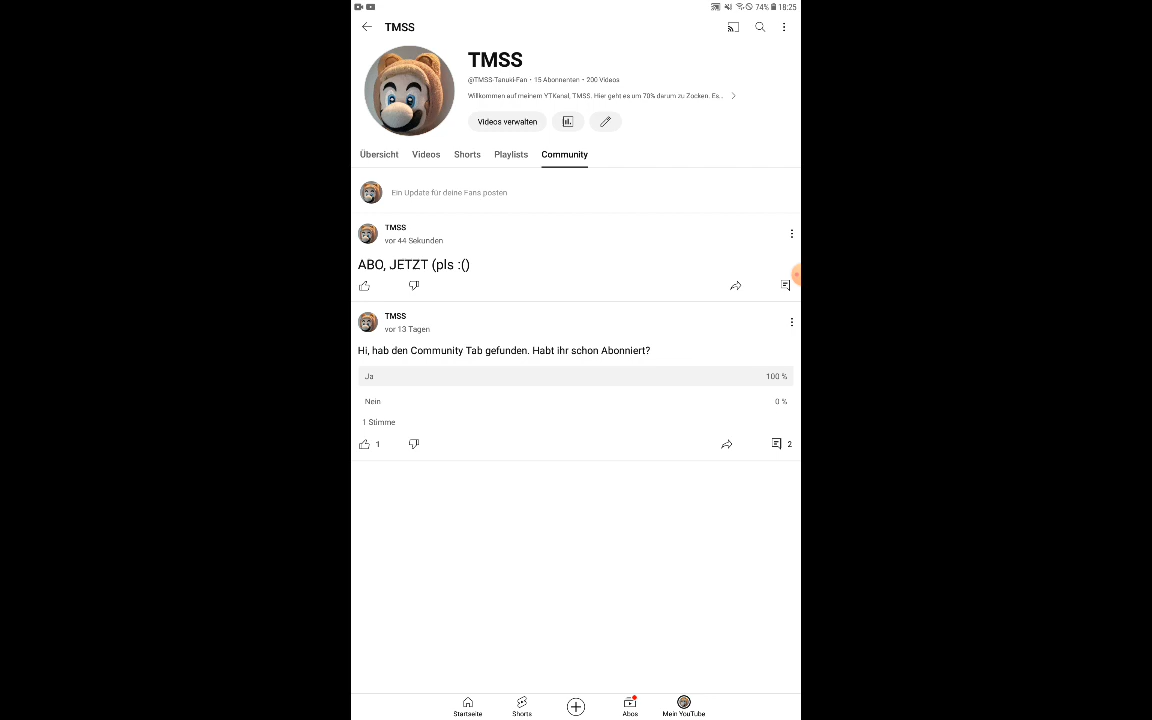 74% 18:25
TMSS
TMSS
@TMSS-Tanuki-Fan • 15 Abonnenten • 200 Videos
Willkommen auf meinem YTKanal, TMSS. Hier geht es um 70% darum zu Zocken. Es...
Videos verwalten
Übersicht Videos Shorts Playlists Community
Ein Update für deine Fans posten
TMSS
vor 44 Sekunden
ABO, JETZT (pls :()
TMSS
vor 13 Tagen
Hi, hab den Community Tab gefunden. Habt ihr schon Abonniert?
Ja 100 %
Nein 0 %
1 Stimme
1 2
Startseite Shorts Abos Mein YouTube